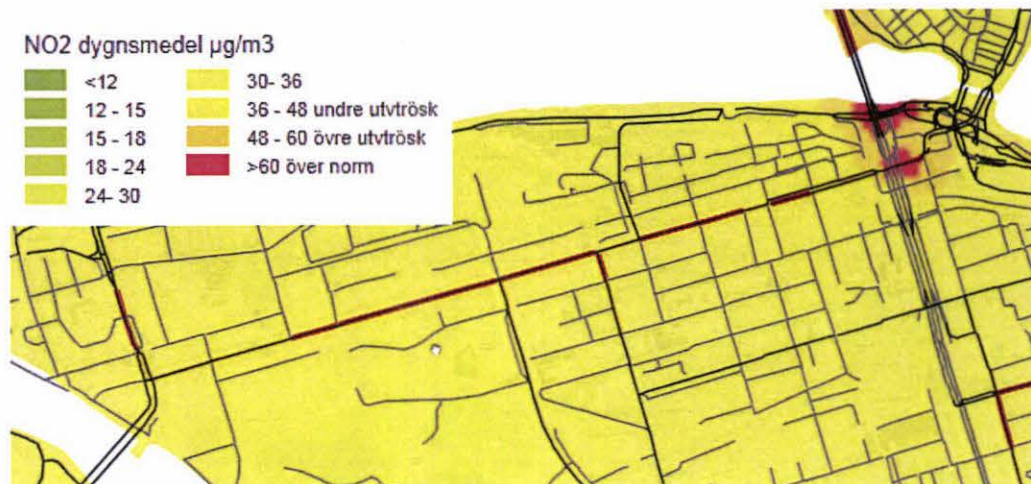 NO2 dygnsmedel µg/m3
<12
12 - 15
15 - 18
18 - 24
24- 30
30- 36
36 - 48 undre utvtrösk
48 - 60 övre utvtrösk
>60 över norm